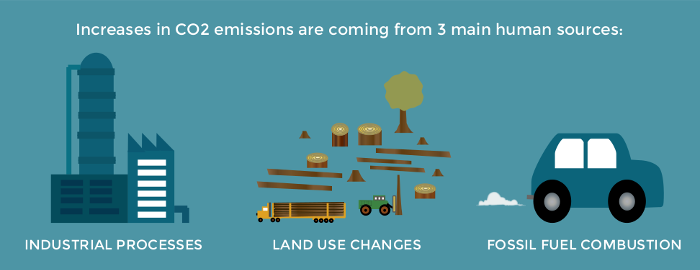 Increases in CO2 emissions are coming from 3 main human sources:
INDUSTRIAL PROCESSES
LAND USE CHANGES
FOSSIL FUEL COMBUSTION